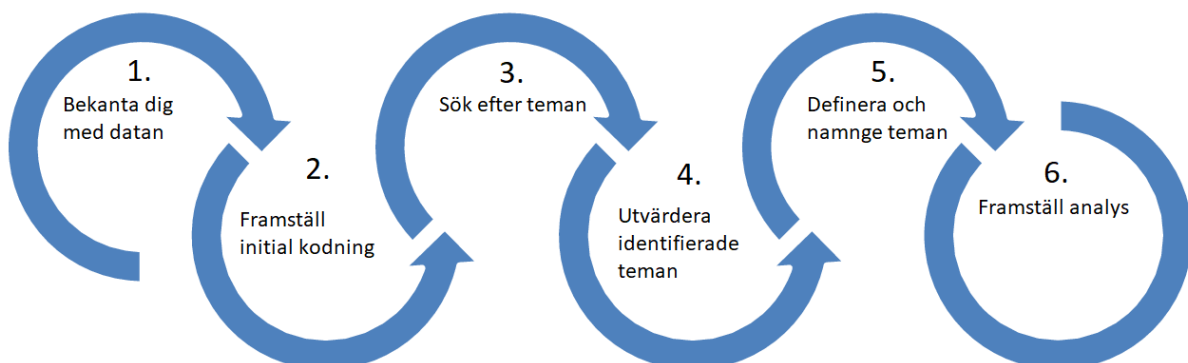 1.
Bekanta dig
med datan
2.
Framställ
initial kodning
3.
Sök efter teman
4.
Utvärdera
identifierade
teman
5.
Definera och
namnge teman
6.
Framställ analys